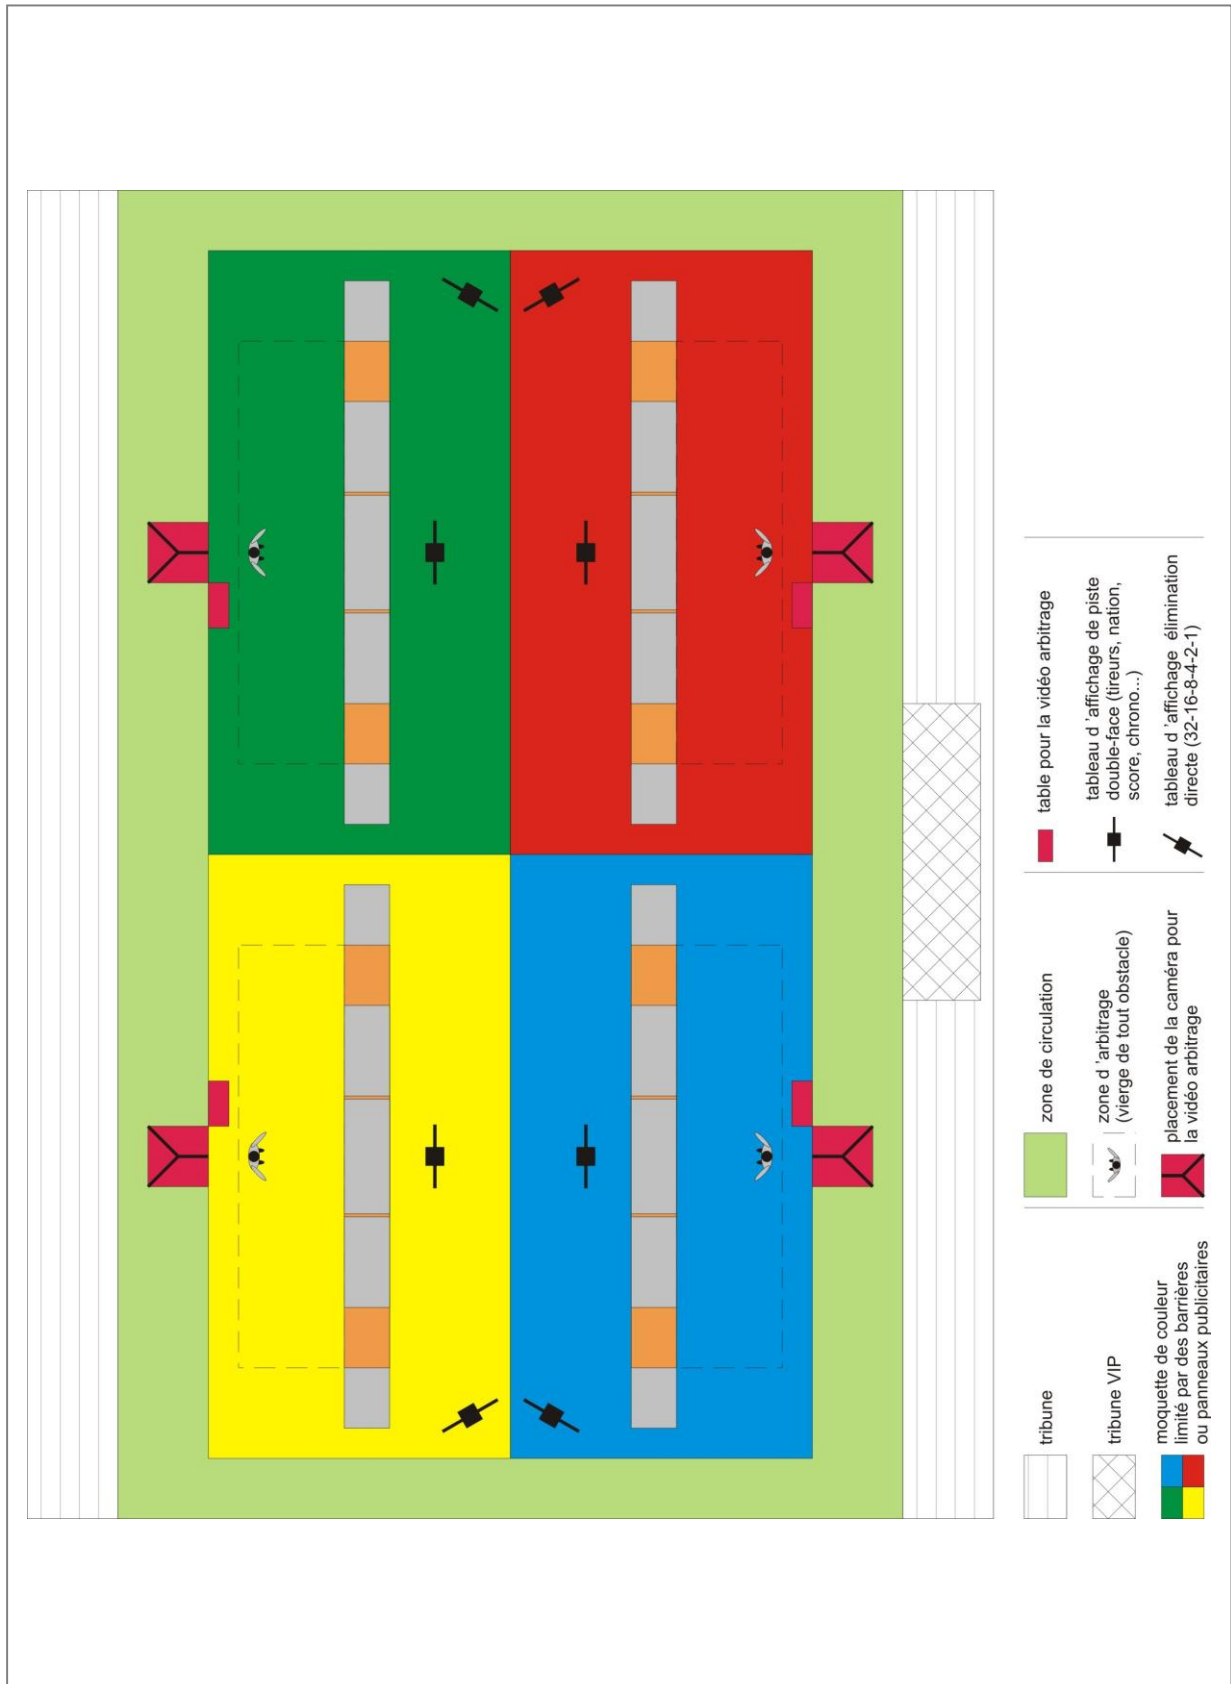 tribune
tribune VIP
moquette de couleur
limité par des barrières
ou panneaux publicitaires
zone de circulation
zone d 'arbitrage
(vierge de tout obstacle)
placement de la caméra pour
la vidéo arbitrage
table pour la vidéo arbitrage
tableau d 'affichage de piste
double-face (tireurs, nation,
score, chrono...)
tableau d 'affichage élimination
directe (32-16-8-4-2-1)